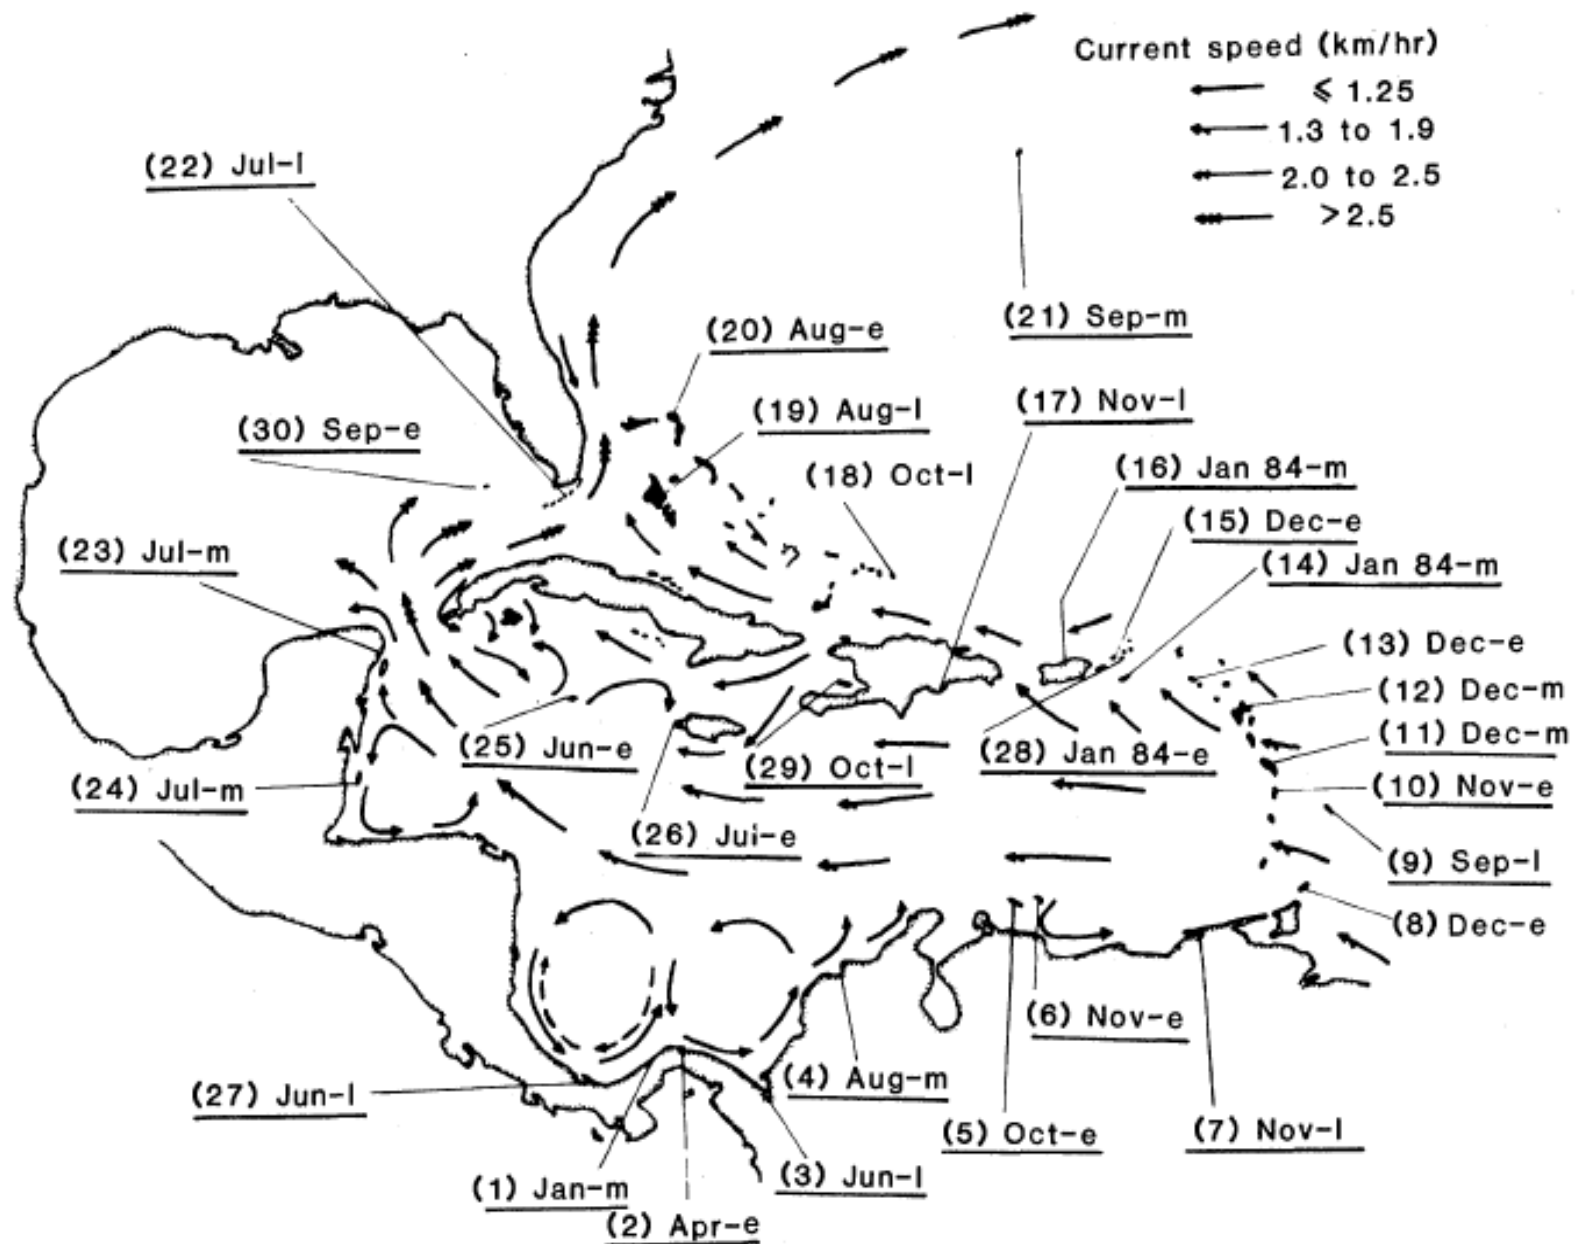 Current speed (km/hr)
⩽ 1.25
1.3 to 1.9
2.0 to 2.5
>2.5
(22) Jul-l
(21) Sep-m
(20) Aug-e
(19) Aug-l
(17) Nov-l
(30) Sep-e
(18) Oct-l
(16) Jan 84-m
(15) Dec-e
(23) Jul-m
(14) Jan 84-m
(13) Dec-e
(12) Dec-m
(25) Jun-e
(28) Jan 84-e
(11) Dec-m
(29) Oct-l
(24) Jul-m
(10) Nov-e
(26) Jui-e
(9) Sep-l
(8) Dec-e
(6) Nov-e
(27) Jun-l
(4) Aug-m
(5) Oct-e
(7) Nov-l
(3) Jun-l
(1) Jan-m
(2) Apr-e